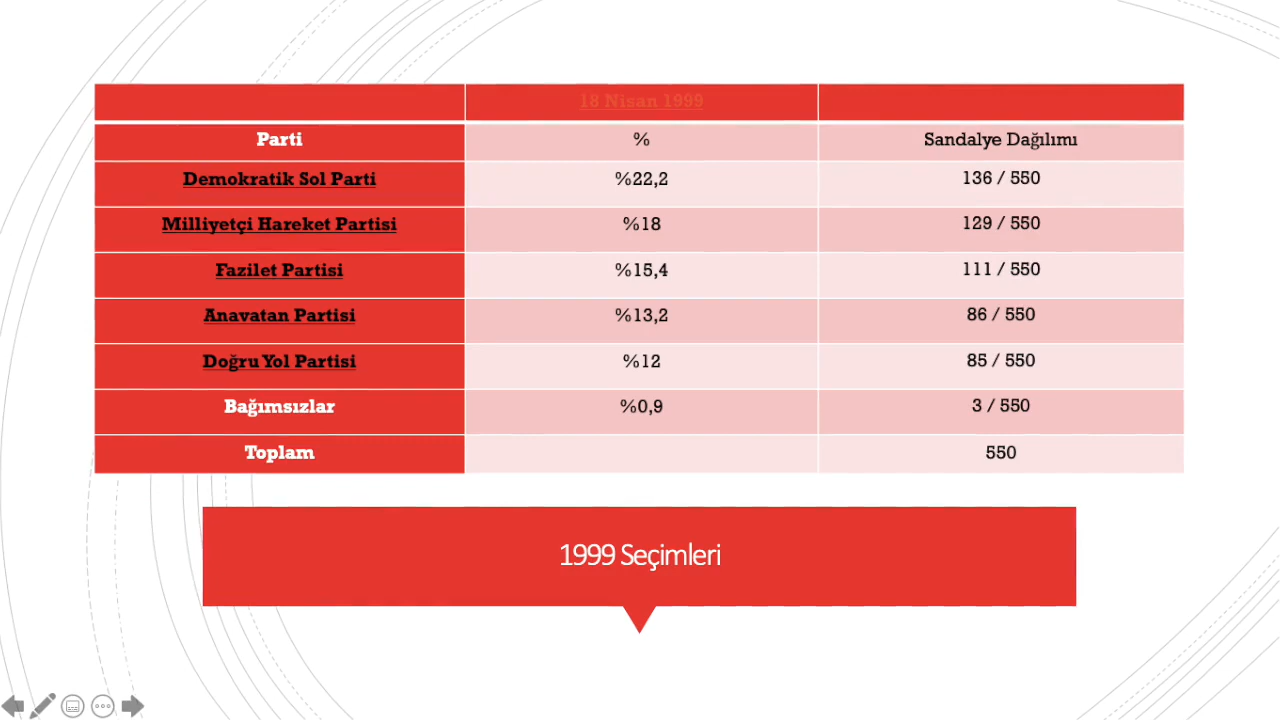 18 Nisan 1999
Parti % Sandalye Dağılımı
Demokratik Sol Parti %22,2 136 / 550
Milliyetçi Hareket Partisi %18 129 / 550
Fazilet Partisi %15,4 111 / 550
Anavatan Partisi %13,2 86 / 550
Doğru Yol Partisi %12 85 / 550
Bağımsızlar %0,9 3 / 550
Toplam 550
1999 Seçimleri